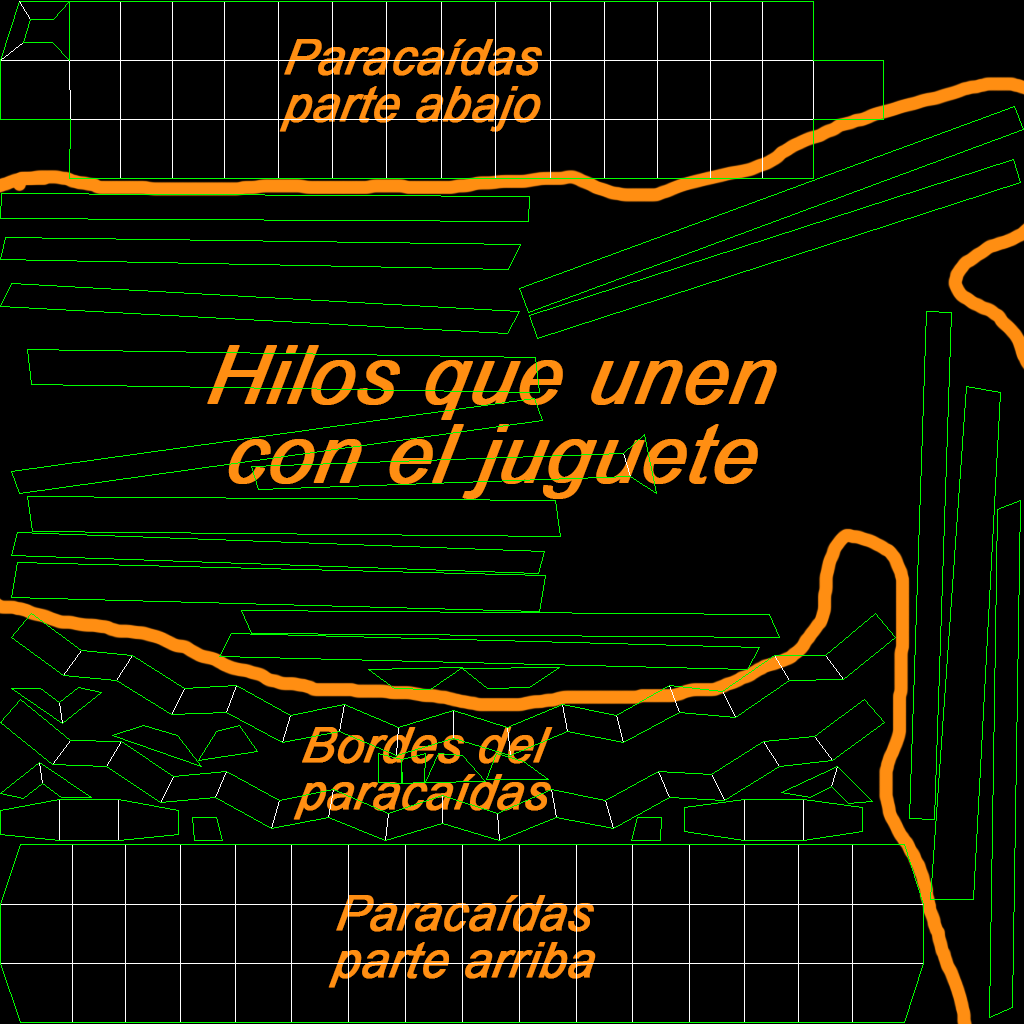 Paracaídas
parte abajo
Hilos que unen
con el juguete
Bordes del
paracaídas
Paracaídas
parte arriba